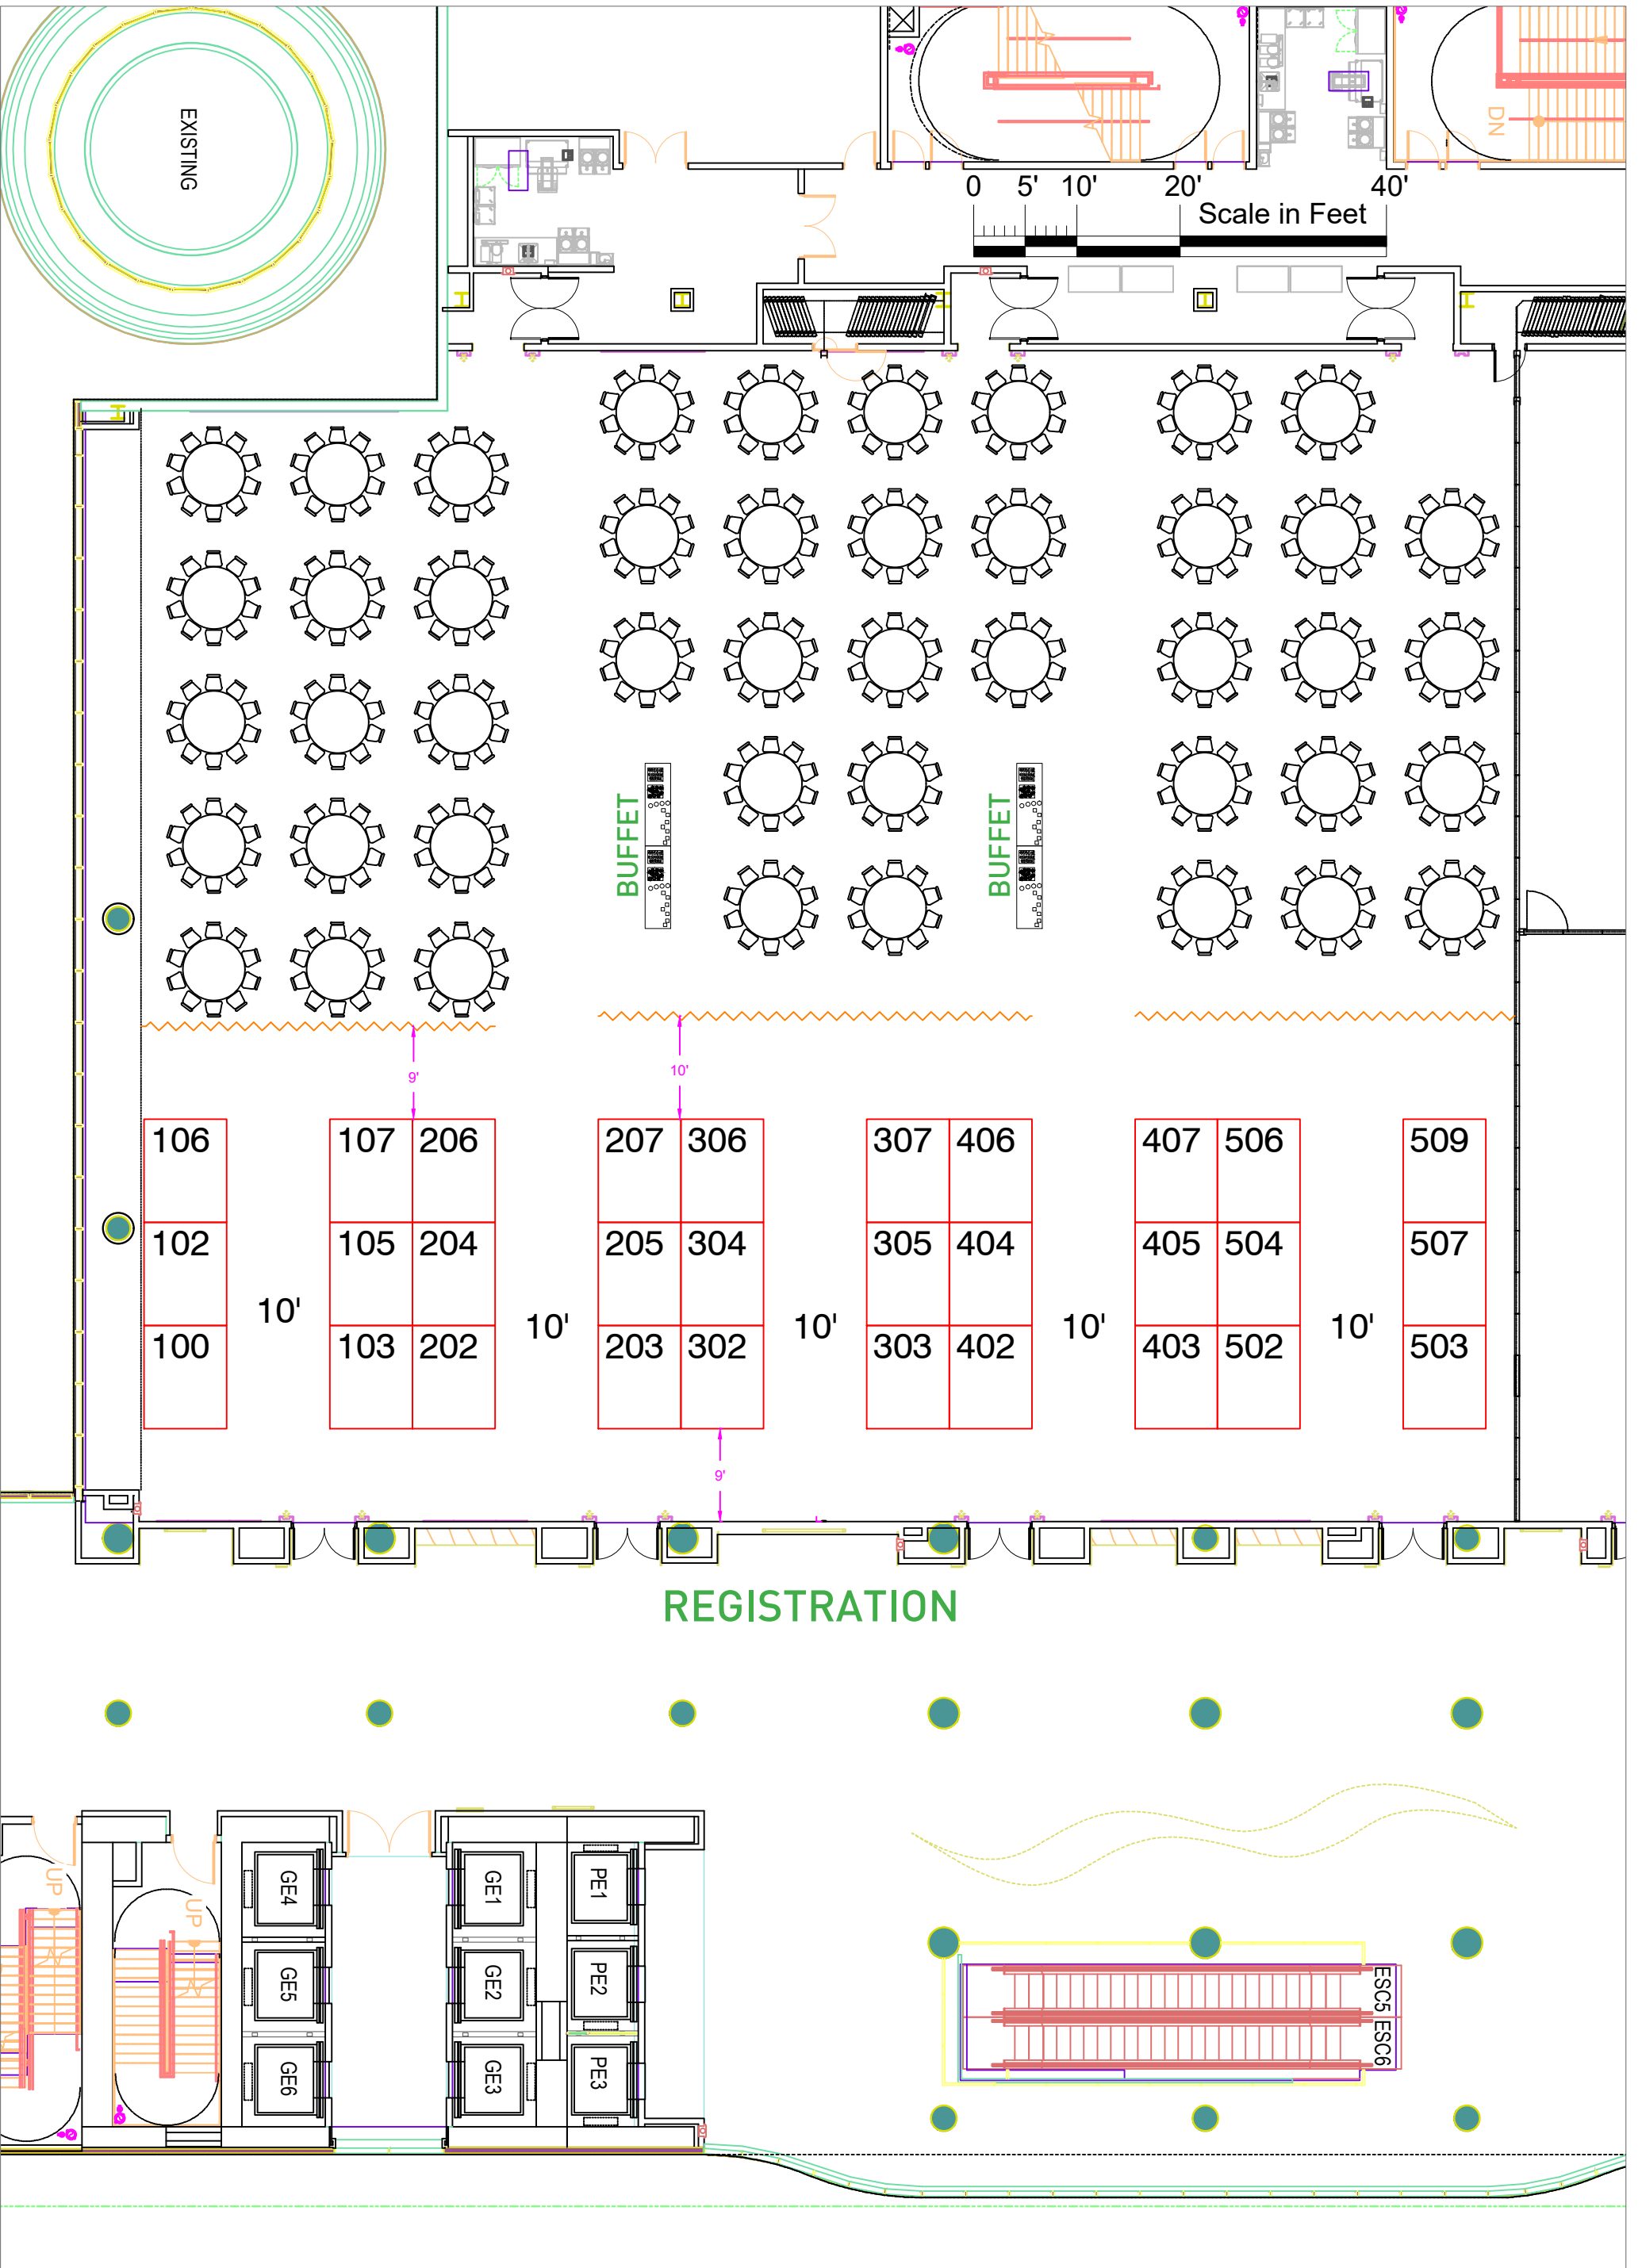 EXISTING
DN
0 5' 10' 20' 40'
Scale in Feet
BUFFET
BUFFET
9'
10'
106 107 206 207 306 307 406 407 506 509
102 105 204 205 304 305 404 405 504 507
10' 10' 10' 10' 10'
100 103 202 203 302 303 402 403 502 503
9'
REGISTRATION
UP
UP
GE4
GE1
PE1
GE5
GE2
PE2
GE6
GE3
PE3
ESC5
ESC6